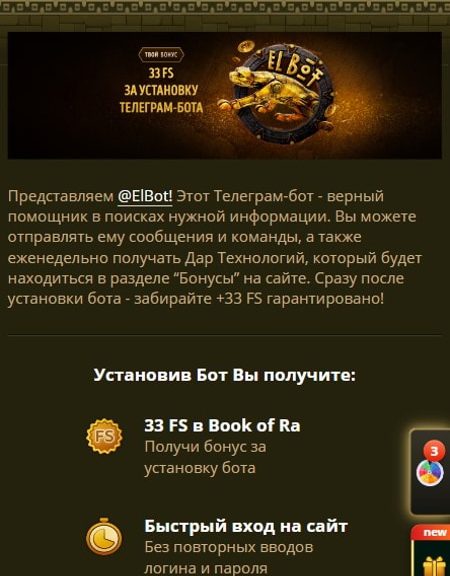 ТВОЙ БОНУС
33 FS
ЗА УСТАНОВКУ
ТЕЛЕГРАМ-БОТА
EL BOT
Представляем @ElBot! Этот Телеграм-бот - верный
помощник в поисках нужной информации. Вы можете
отправлять ему сообщения и команды, а также
еженедельно получать Дар Технологий, который будет
находиться в разделе “Бонусы” на сайте. Сразу после
установки бота - забирайте +33 FS гарантировано!
Установив Бот Вы получите:
FS
33 FS в Book of Ra
Получи бонус за
установку бота
3
Быстрый вход на сайт
Без повторных вводов
логина и пароля
new